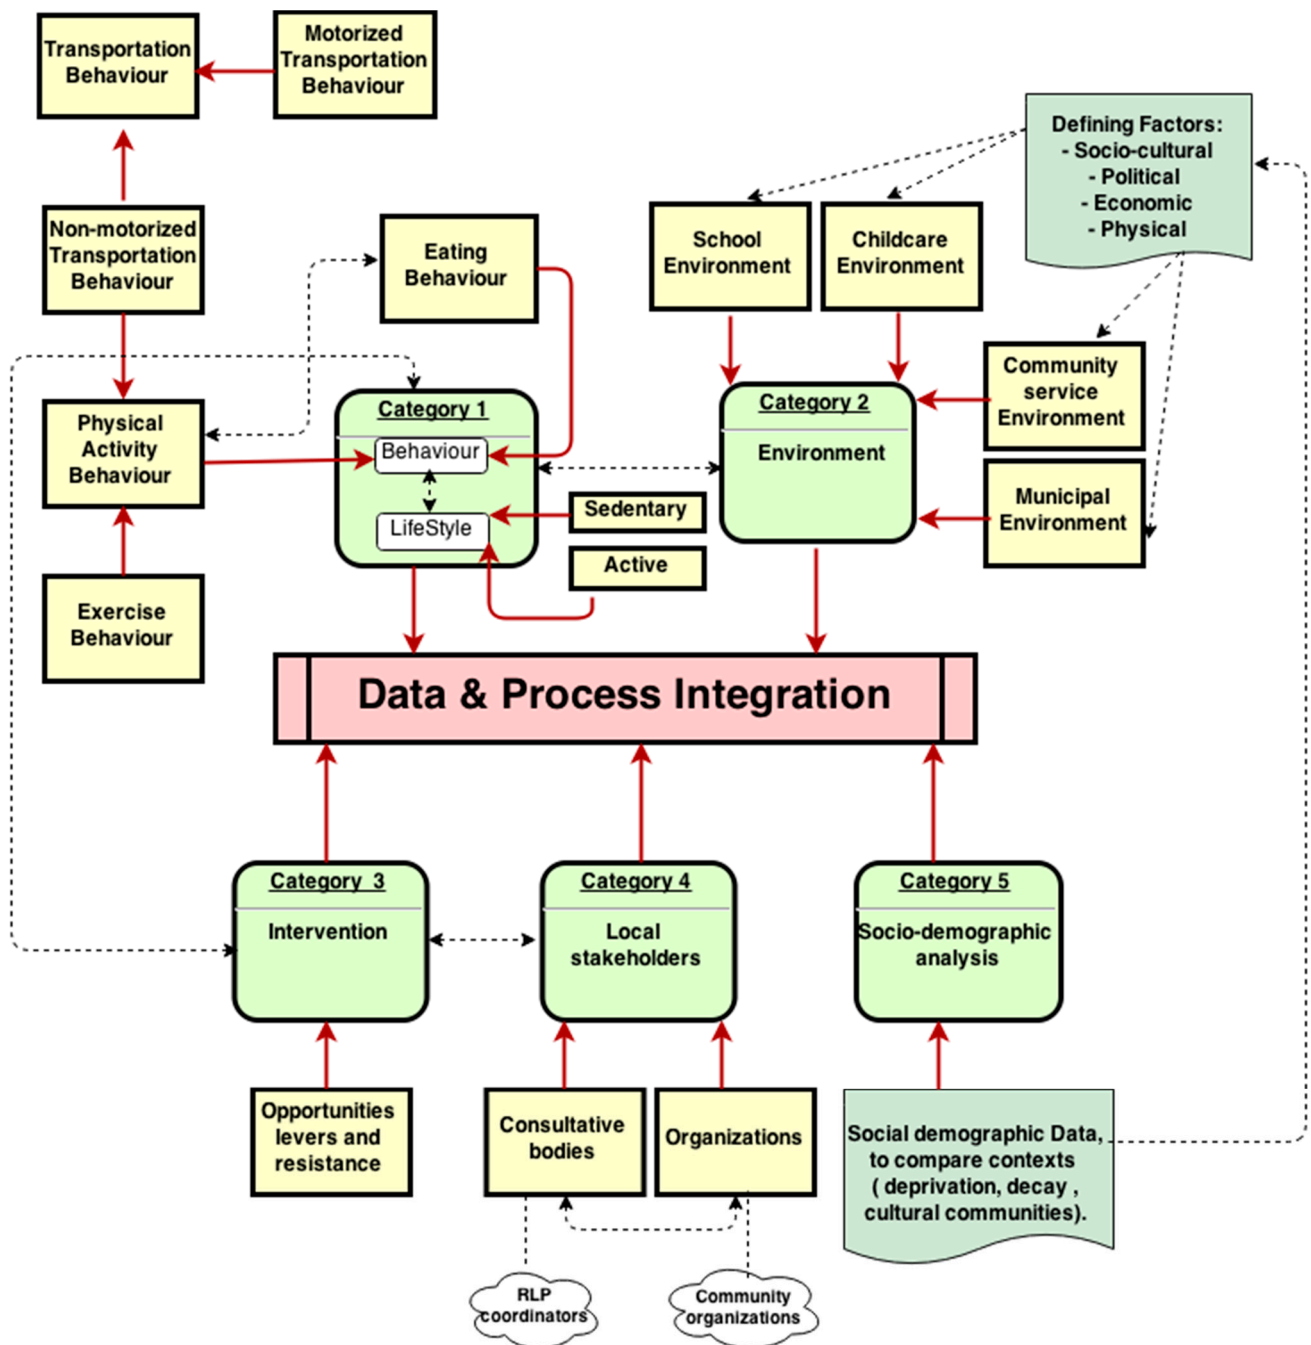 Transportation
Behaviour
Motorized
Transportation
Behaviour
Defining Factors:
- Socio-cultural
- Political
- Economic
- Physical
Non-motorized
Transportation
Behaviour
Eating
Behaviour
School
Environment
Childcare
Environment
Community
service
Environment
Physical
Activity
Behaviour
Category 1
Behaviour
LifeStyle
Category 2
Environment
Sedentary
Active
Municipal
Environment
Exercise
Behaviour
Data & Process Integration
Category 3
Intervention
Category 4
Local
stakeholders
Category 5
Socio-demographic
analysis
Opportunities
levers and
resistance
Consultative
bodies
Organizations
Social demographic Data,
to compare contexts
( deprivation, decay ,
cultural communities).
RLP
coordinators
Community
organizations